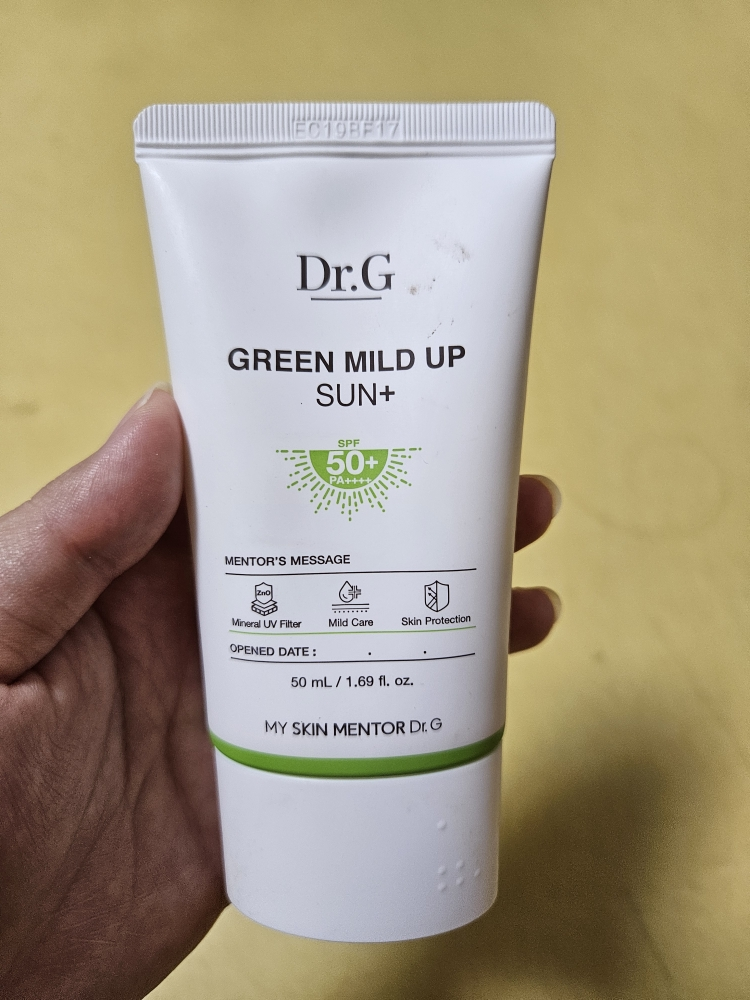 EC19BF17
Dr.G
GREEN MILD UP
SUN+
SPF
50+
PA++++
MENTOR'S MESSAGE
ZnO
Mineral UV Filter
Mild Care
Skin Protection
OPENED DATE : . .
50 mL / 1.69 fl. oz.
MY SKIN MENTOR Dr.G